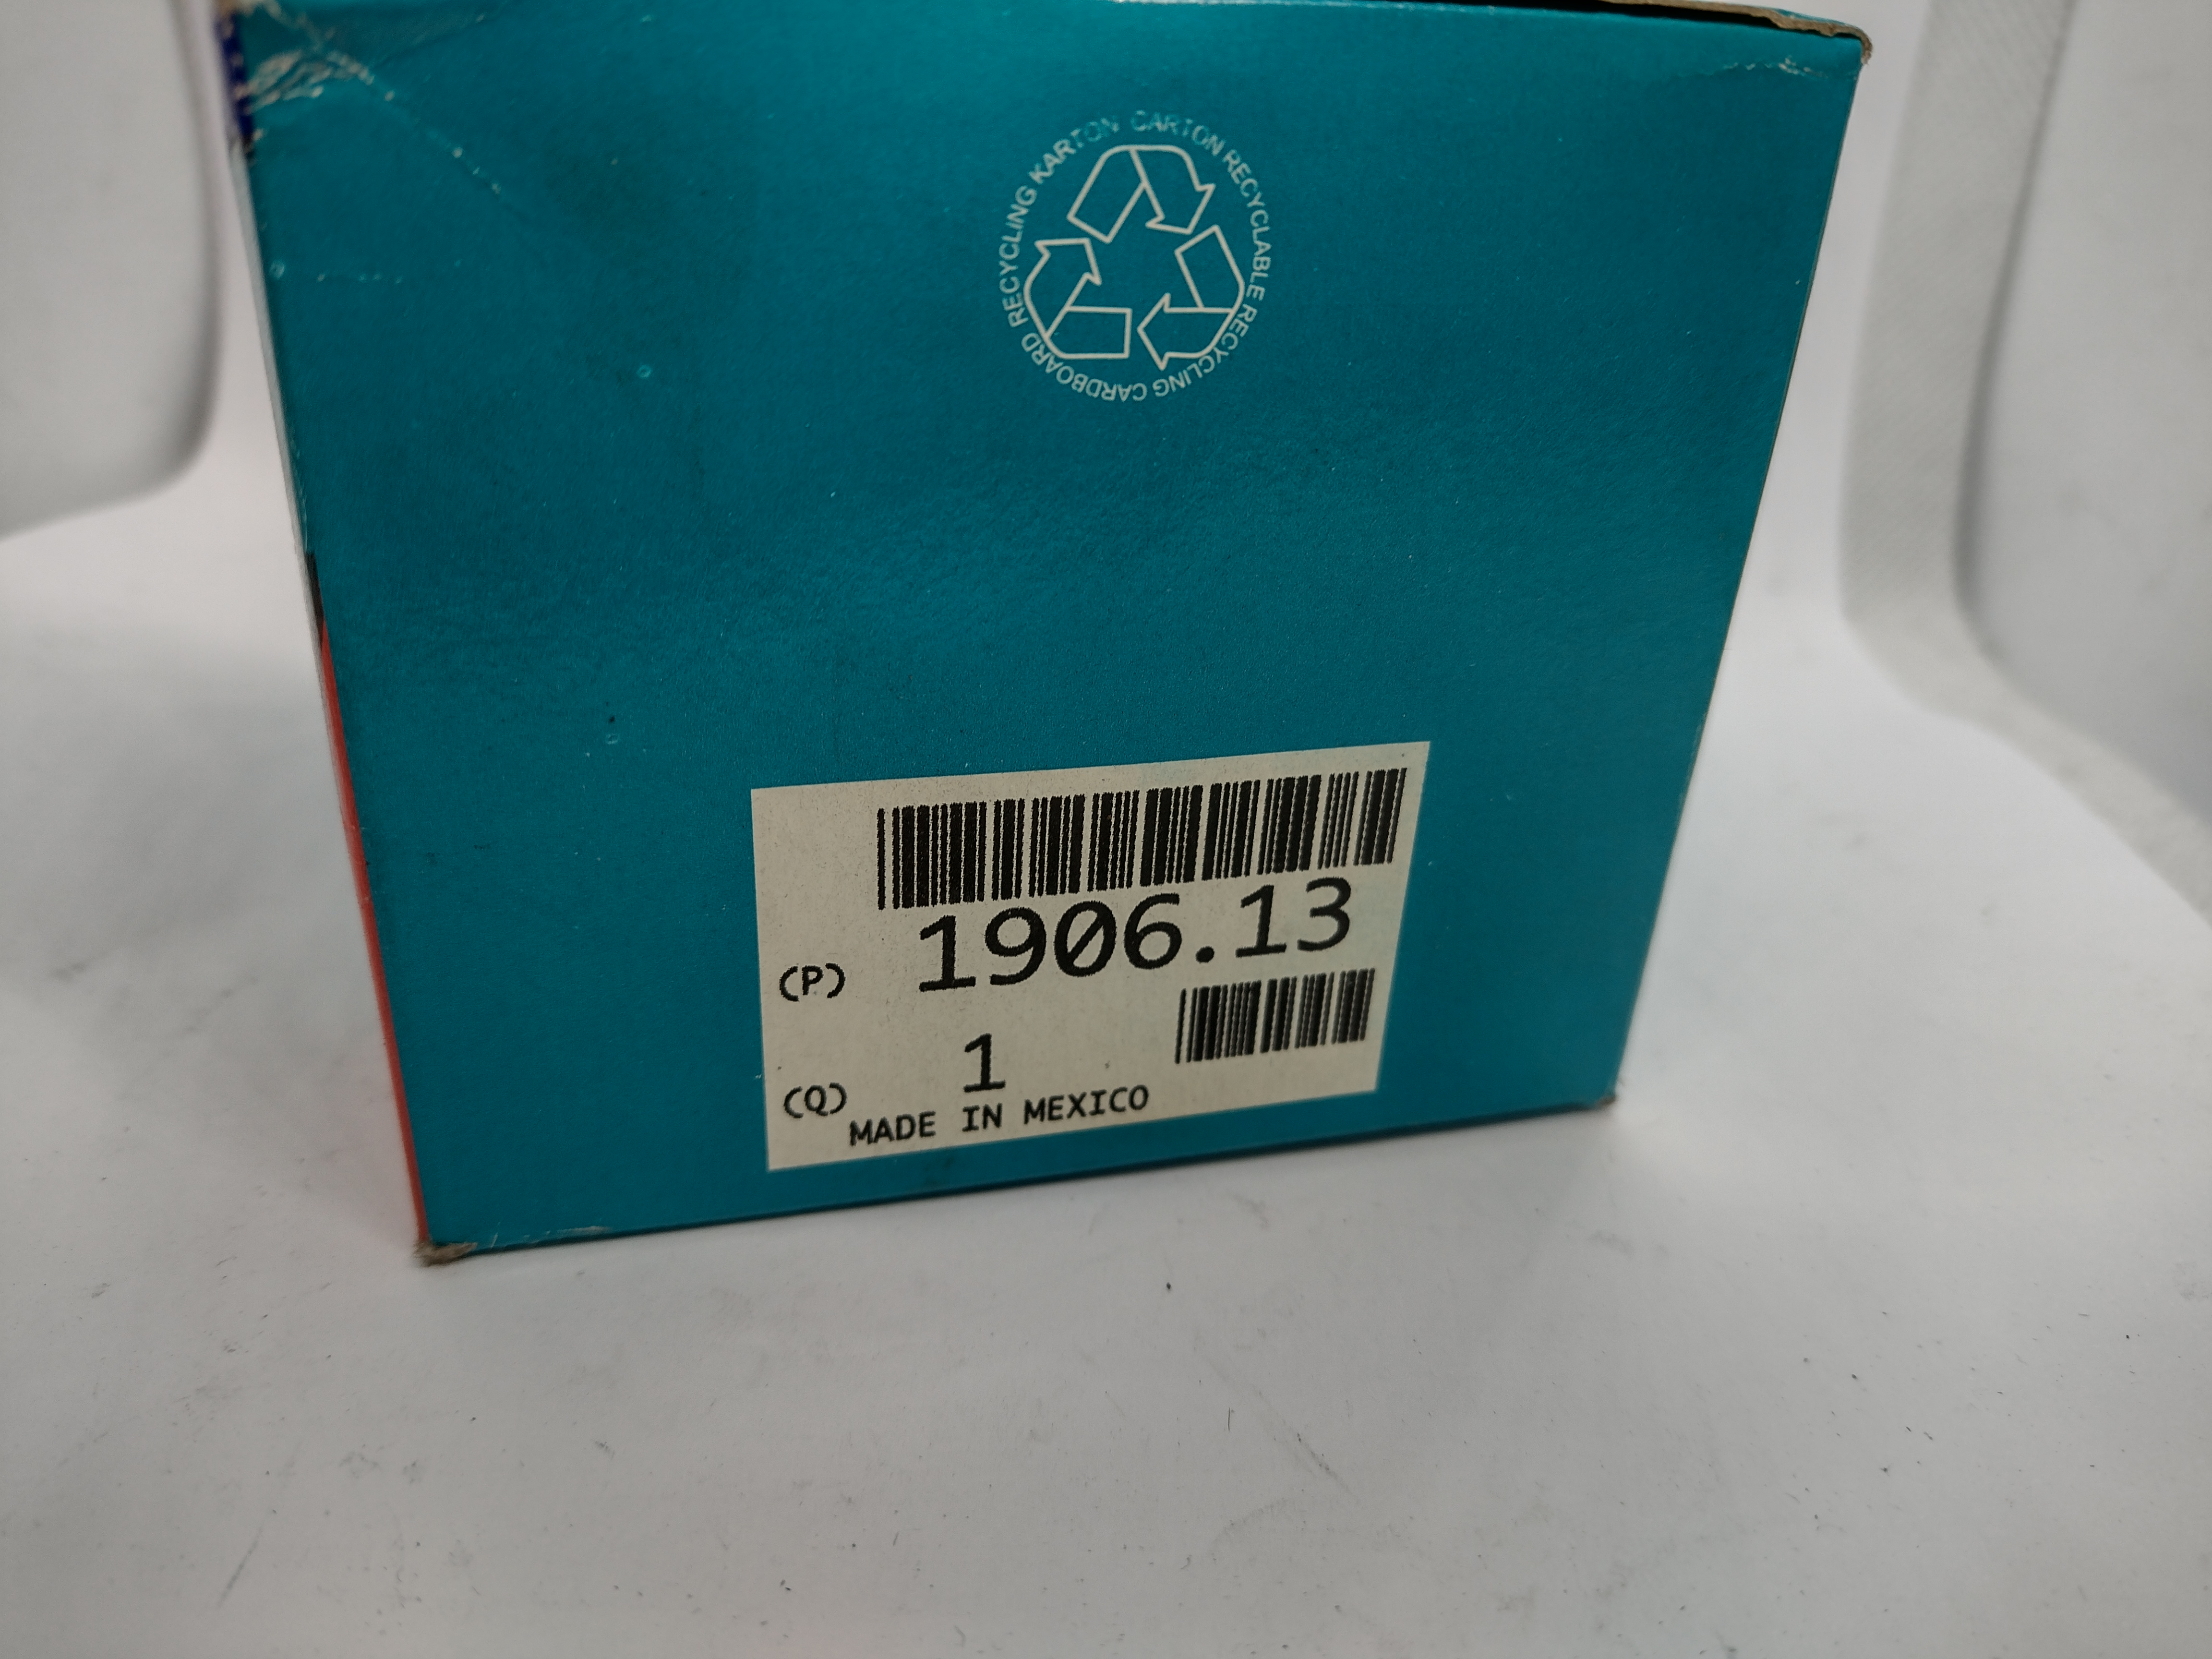 CARTON RECYCLABLE RECYCLING CARDBOARD RECYCLING KARTON
(P) 1906.13
(Q) 1
MADE IN MEXICO